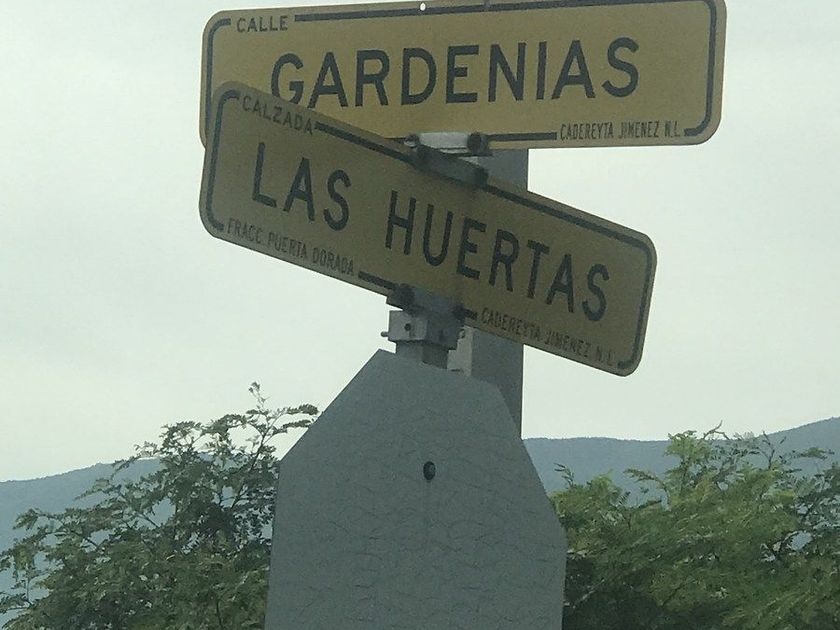 CALLE
GARDENIAS
CADEREYTA JIMENEZ N.L.
CALZADA
LAS HUERTAS
FRACC. PUERTA DORADA
CADEREYTA JIMENEZ N.L.